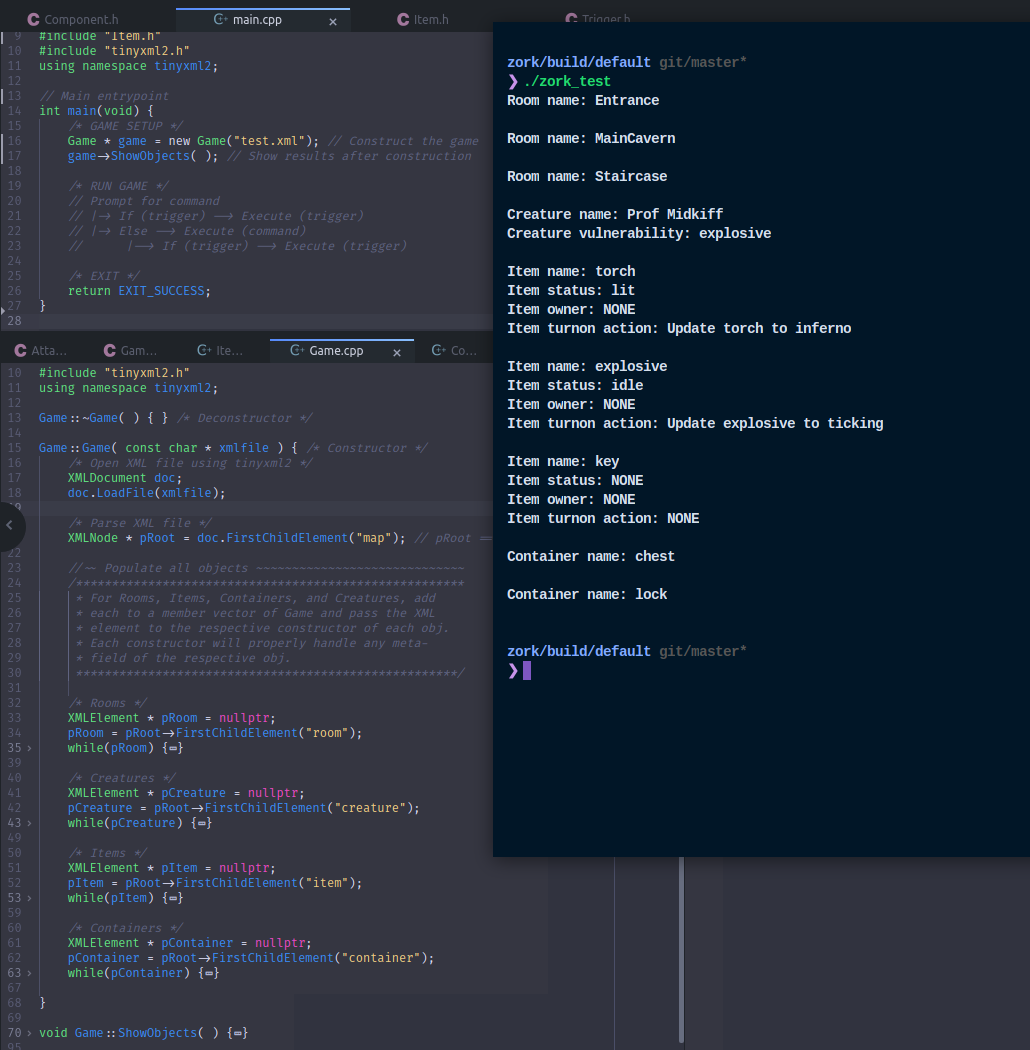 Component.h
main.cpp
Item.h
Trigger.h
9 #include "Item.h"
10 #include "tinyxml2.h"
11 using namespace tinyxml2;
12
13 // Main entrypoint
14 int main(void) {
15 /* GAME SETUP */
16 Game * game = new Game("test.xml"); // Construct the game
17 game->ShowObjects( ); // Show results after construction
18
19 /* RUN GAME */
20 // Prompt for command
21 // |-> If (trigger) --> Execute (trigger)
22 // |-> Else --> Execute (command)
23 // |--> If (trigger) --> Execute (trigger)
24
25 /* EXIT */
26 return EXIT_SUCCESS;
27 }
28
Atta...
Gam...
Ite...
Game.cpp
Co...
10 #include "tinyxml2.h"
11 using namespace tinyxml2;
12
13 Game::~Game( ) { } /* Deconstructor */
14
15 Game::Game( const char * xmlfile ) { /* Constructor */
16 /* Open XML file using tinyxml2 */
17 XMLDocument doc;
18 doc.LoadFile(xmlfile);
/* Parse XML file */
XMLNode * pRoot = doc.FirstChildElement("map"); // pRoot ==
22
23 //~~ Populate all objects ~~~~~~~~~~~~~~~~~~~~~~~~~~~~~
24 /******************************************************
25 * For Rooms, Items, Containers, and Creatures, add
26 * each to a member vector of Game and pass the XML
27 * element to the respective constructor of each obj.
28 * Each constructor will properly handle any meta-
29 * field of the respective obj.
30 *****************************************************/
31
32 /* Rooms */
33 XMLElement * pRoom = nullptr;
34 pRoom = pRoot->FirstChildElement("room");
35 while(pRoom) {
39
40 /* Creatures */
41 XMLElement * pCreature = nullptr;
42 pCreature = pRoot->FirstChildElement("creature");
43 while(pCreature) {
49
50 /* Items */
51 XMLElement * pItem = nullptr;
52 pItem = pRoot->FirstChildElement("item");
53 while(pItem) {
59
60 /* Containers */
61 XMLElement * pContainer = nullptr;
62 pContainer = pRoot->FirstChildElement("container");
63 while(pContainer) {
67
68 }
69
70 void Game::ShowObjects( ) {
95
zork/build/default git/master*
❯ ./zork_test
Room name: Entrance
Room name: MainCavern
Room name: Staircase
Creature name: Prof Midkiff
Creature vulnerability: explosive
Item name: torch
Item status: lit
Item owner: NONE
Item turnon action: Update torch to inferno
Item name: explosive
Item status: idle
Item owner: NONE
Item turnon action: Update explosive to ticking
Item name: key
Item status: NONE
Item owner: NONE
Item turnon action: NONE
Container name: chest
Container name: lock
zork/build/default git/master*
❯